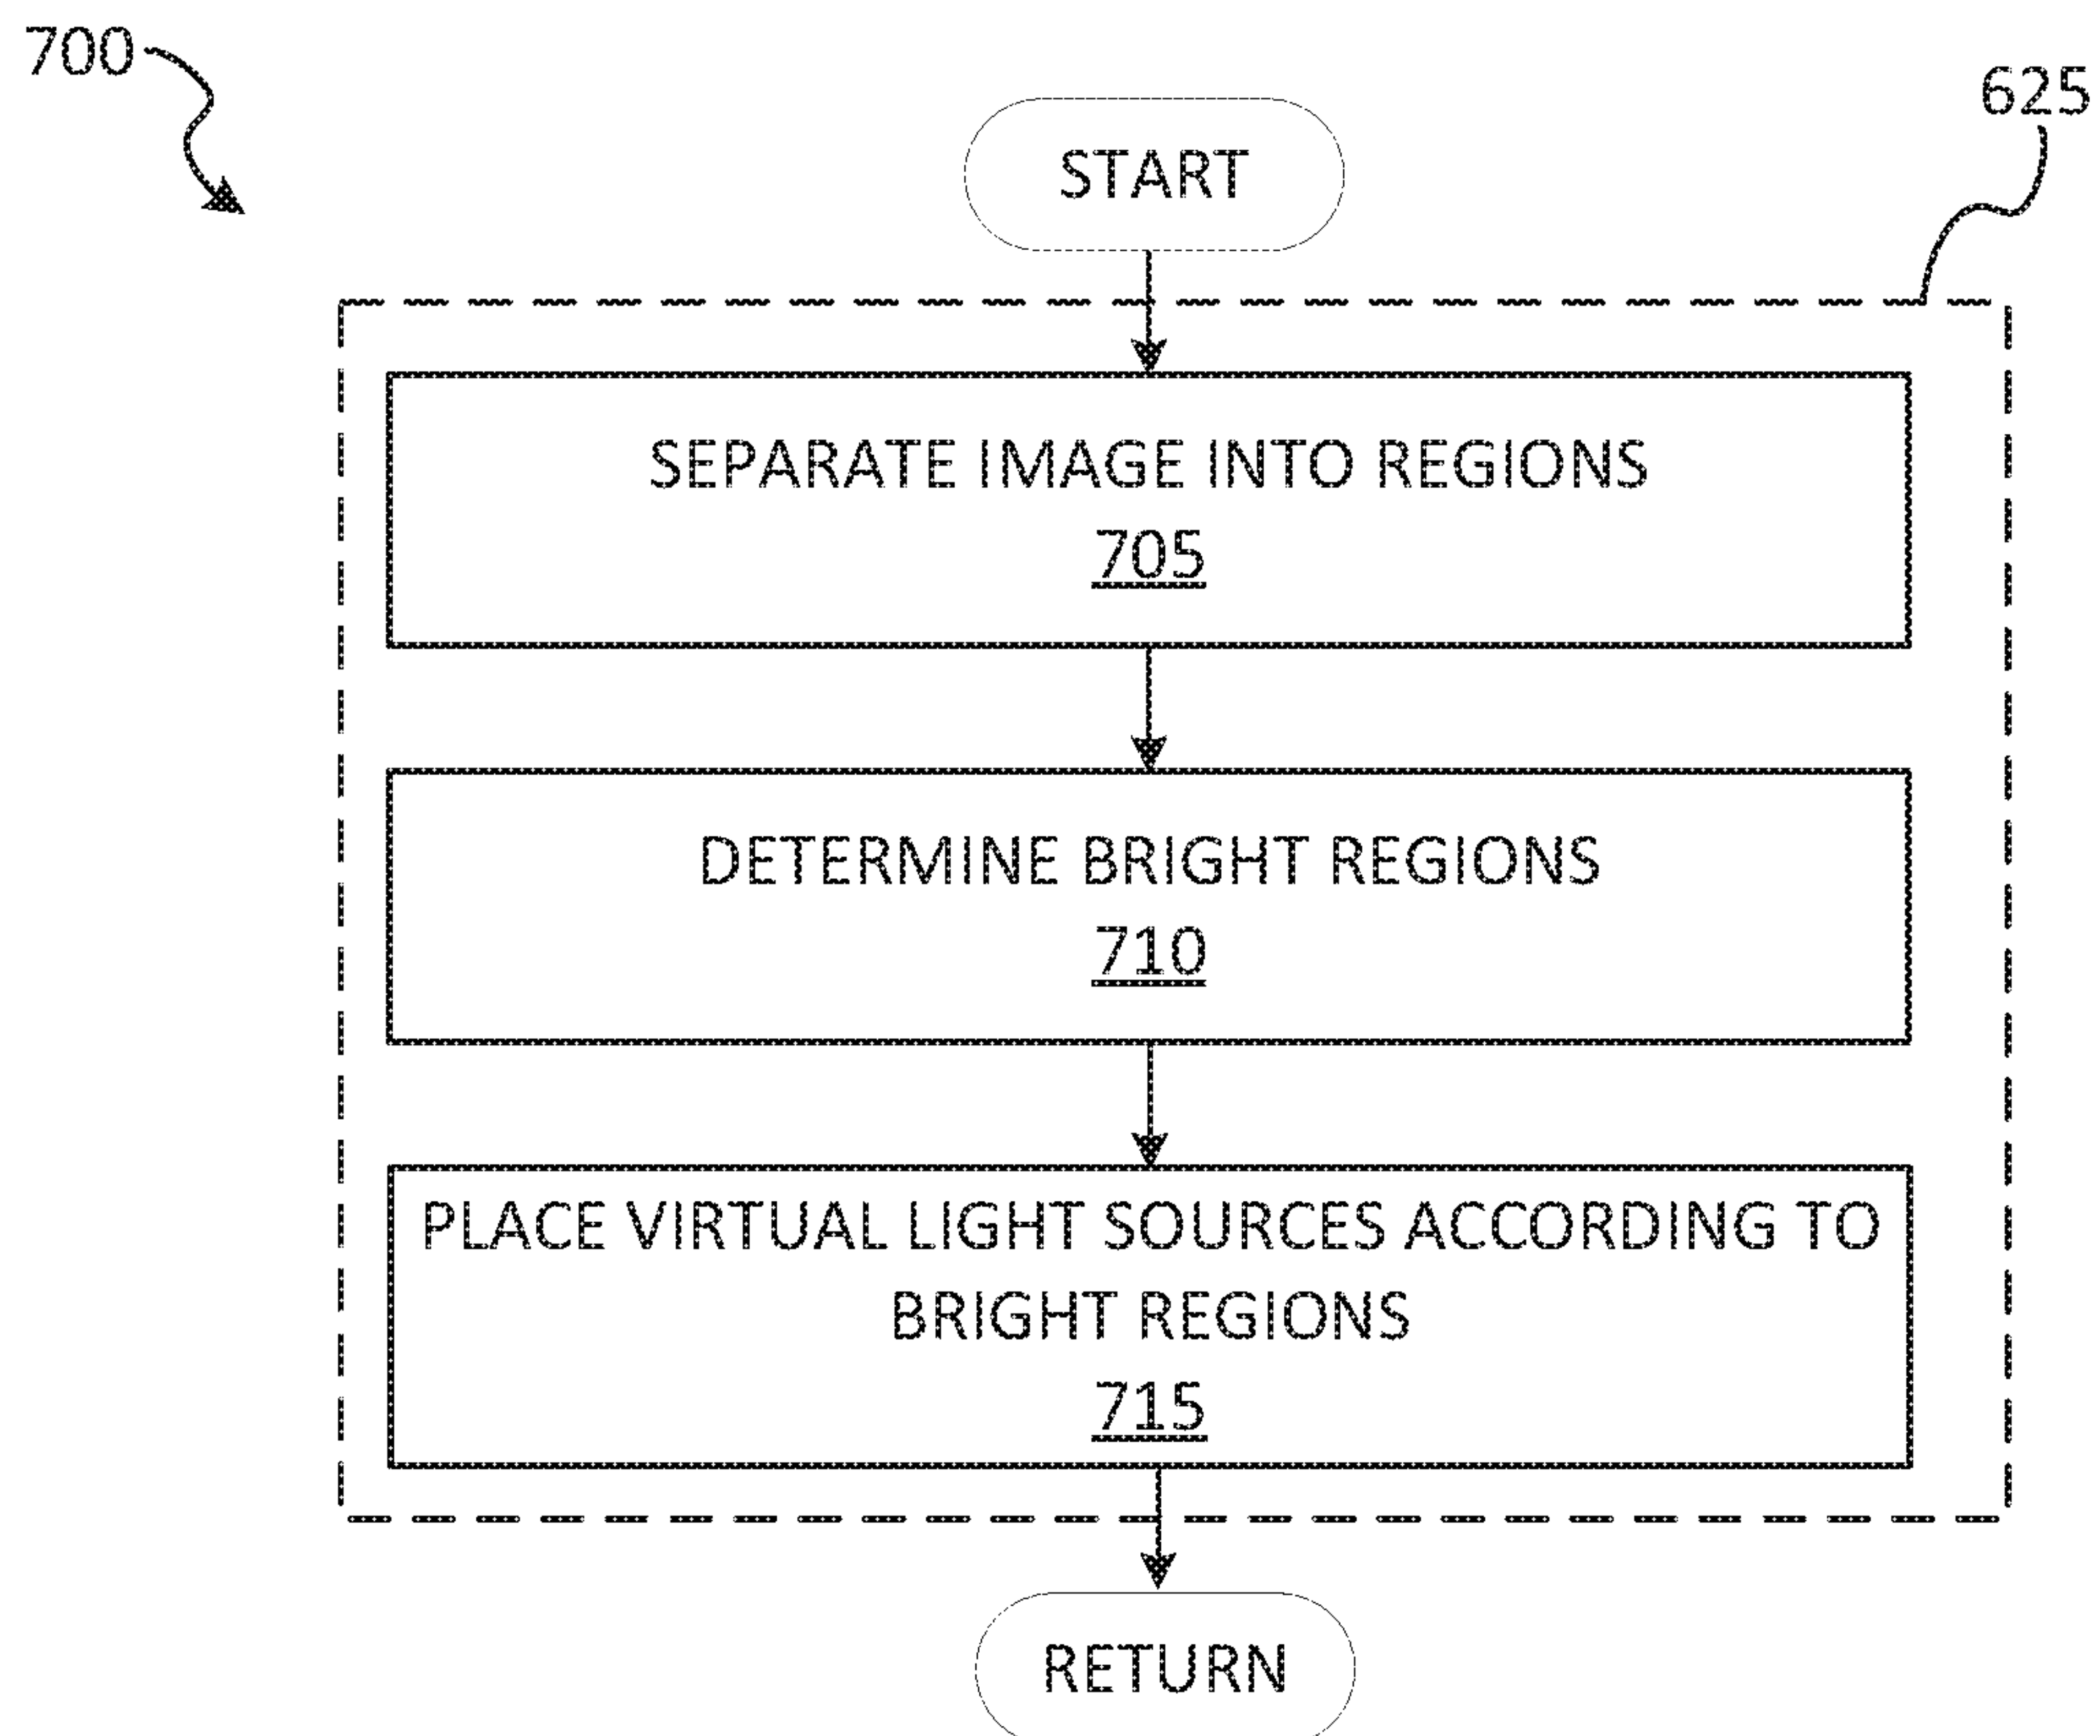 700
625
START
SEPARATE IMAGE INTO REGIONS
705
DETERMINE BRIGHT REGIONS
710
PLACE VIRTUAL LIGHT SOURCES ACCORDING TO
BRIGHT REGIONS
715
RETURN